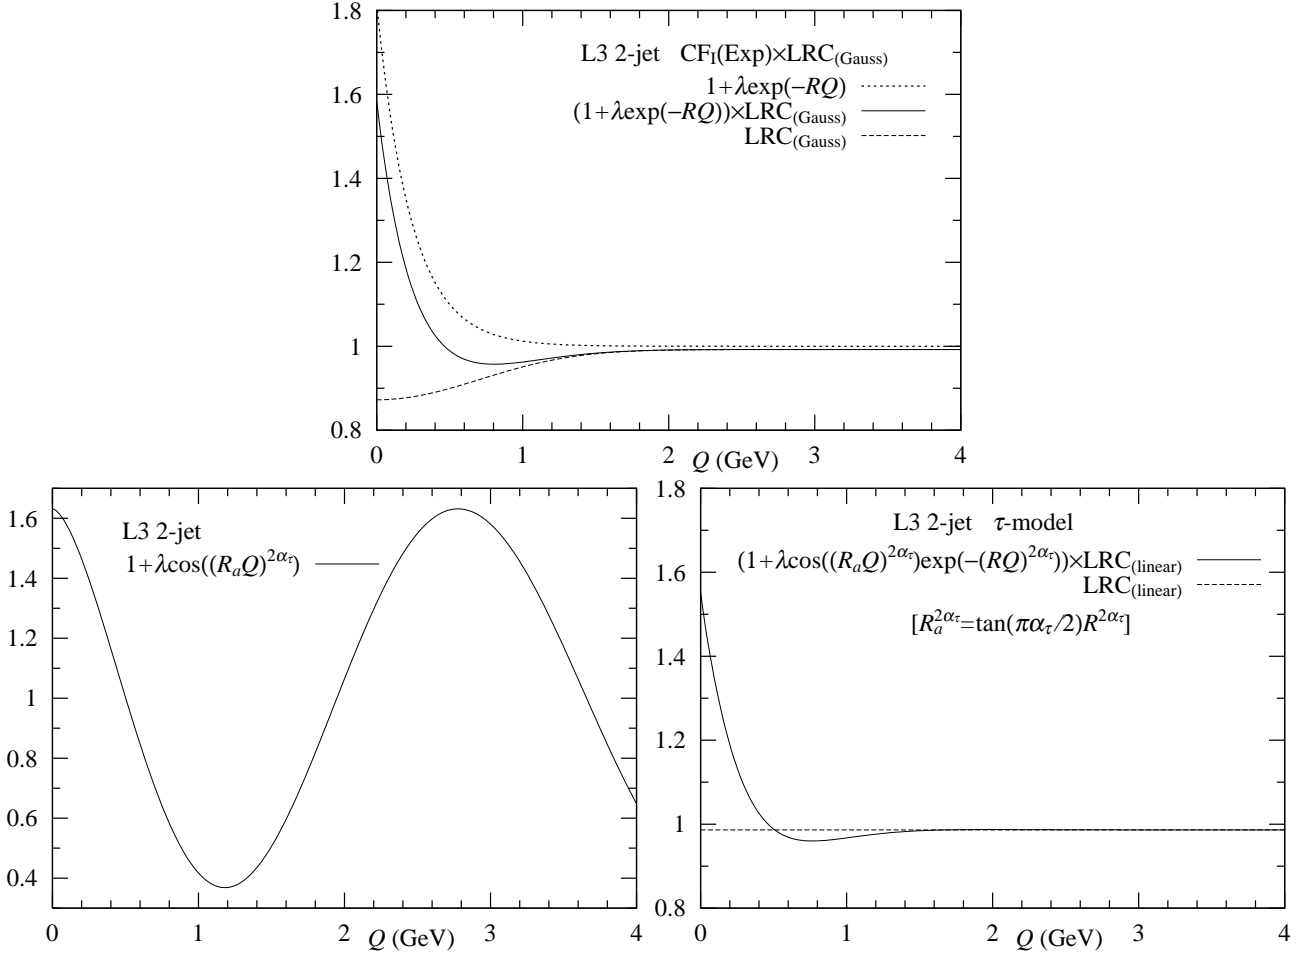 L3 2-jet CF_I(Exp)×LRC_(Gauss)
1+λexp(−RQ)
(1+λexp(−RQ))×LRC_(Gauss)
LRC_(Gauss)
1.8
1.6
1.4
1.2
1
0.8
0 1 2 3 4
Q (GeV)
L3 2-jet
1+λcos((R_aQ)^{2α_τ})
1.6
1.4
1.2
1
0.8
0.6
0.4
0 1 2 3 4
Q (GeV)
L3 2-jet τ-model
(1+λcos((R_aQ)^{2α_τ})exp(−(RQ)^{2α_τ}))×LRC_(linear)
LRC_(linear)
[R_a^{2α_τ}=tan(πα_τ/2)R^{2α_τ}]
1.8
1.6
1.4
1.2
1
0.8
0 1 2 3 4
Q (GeV)